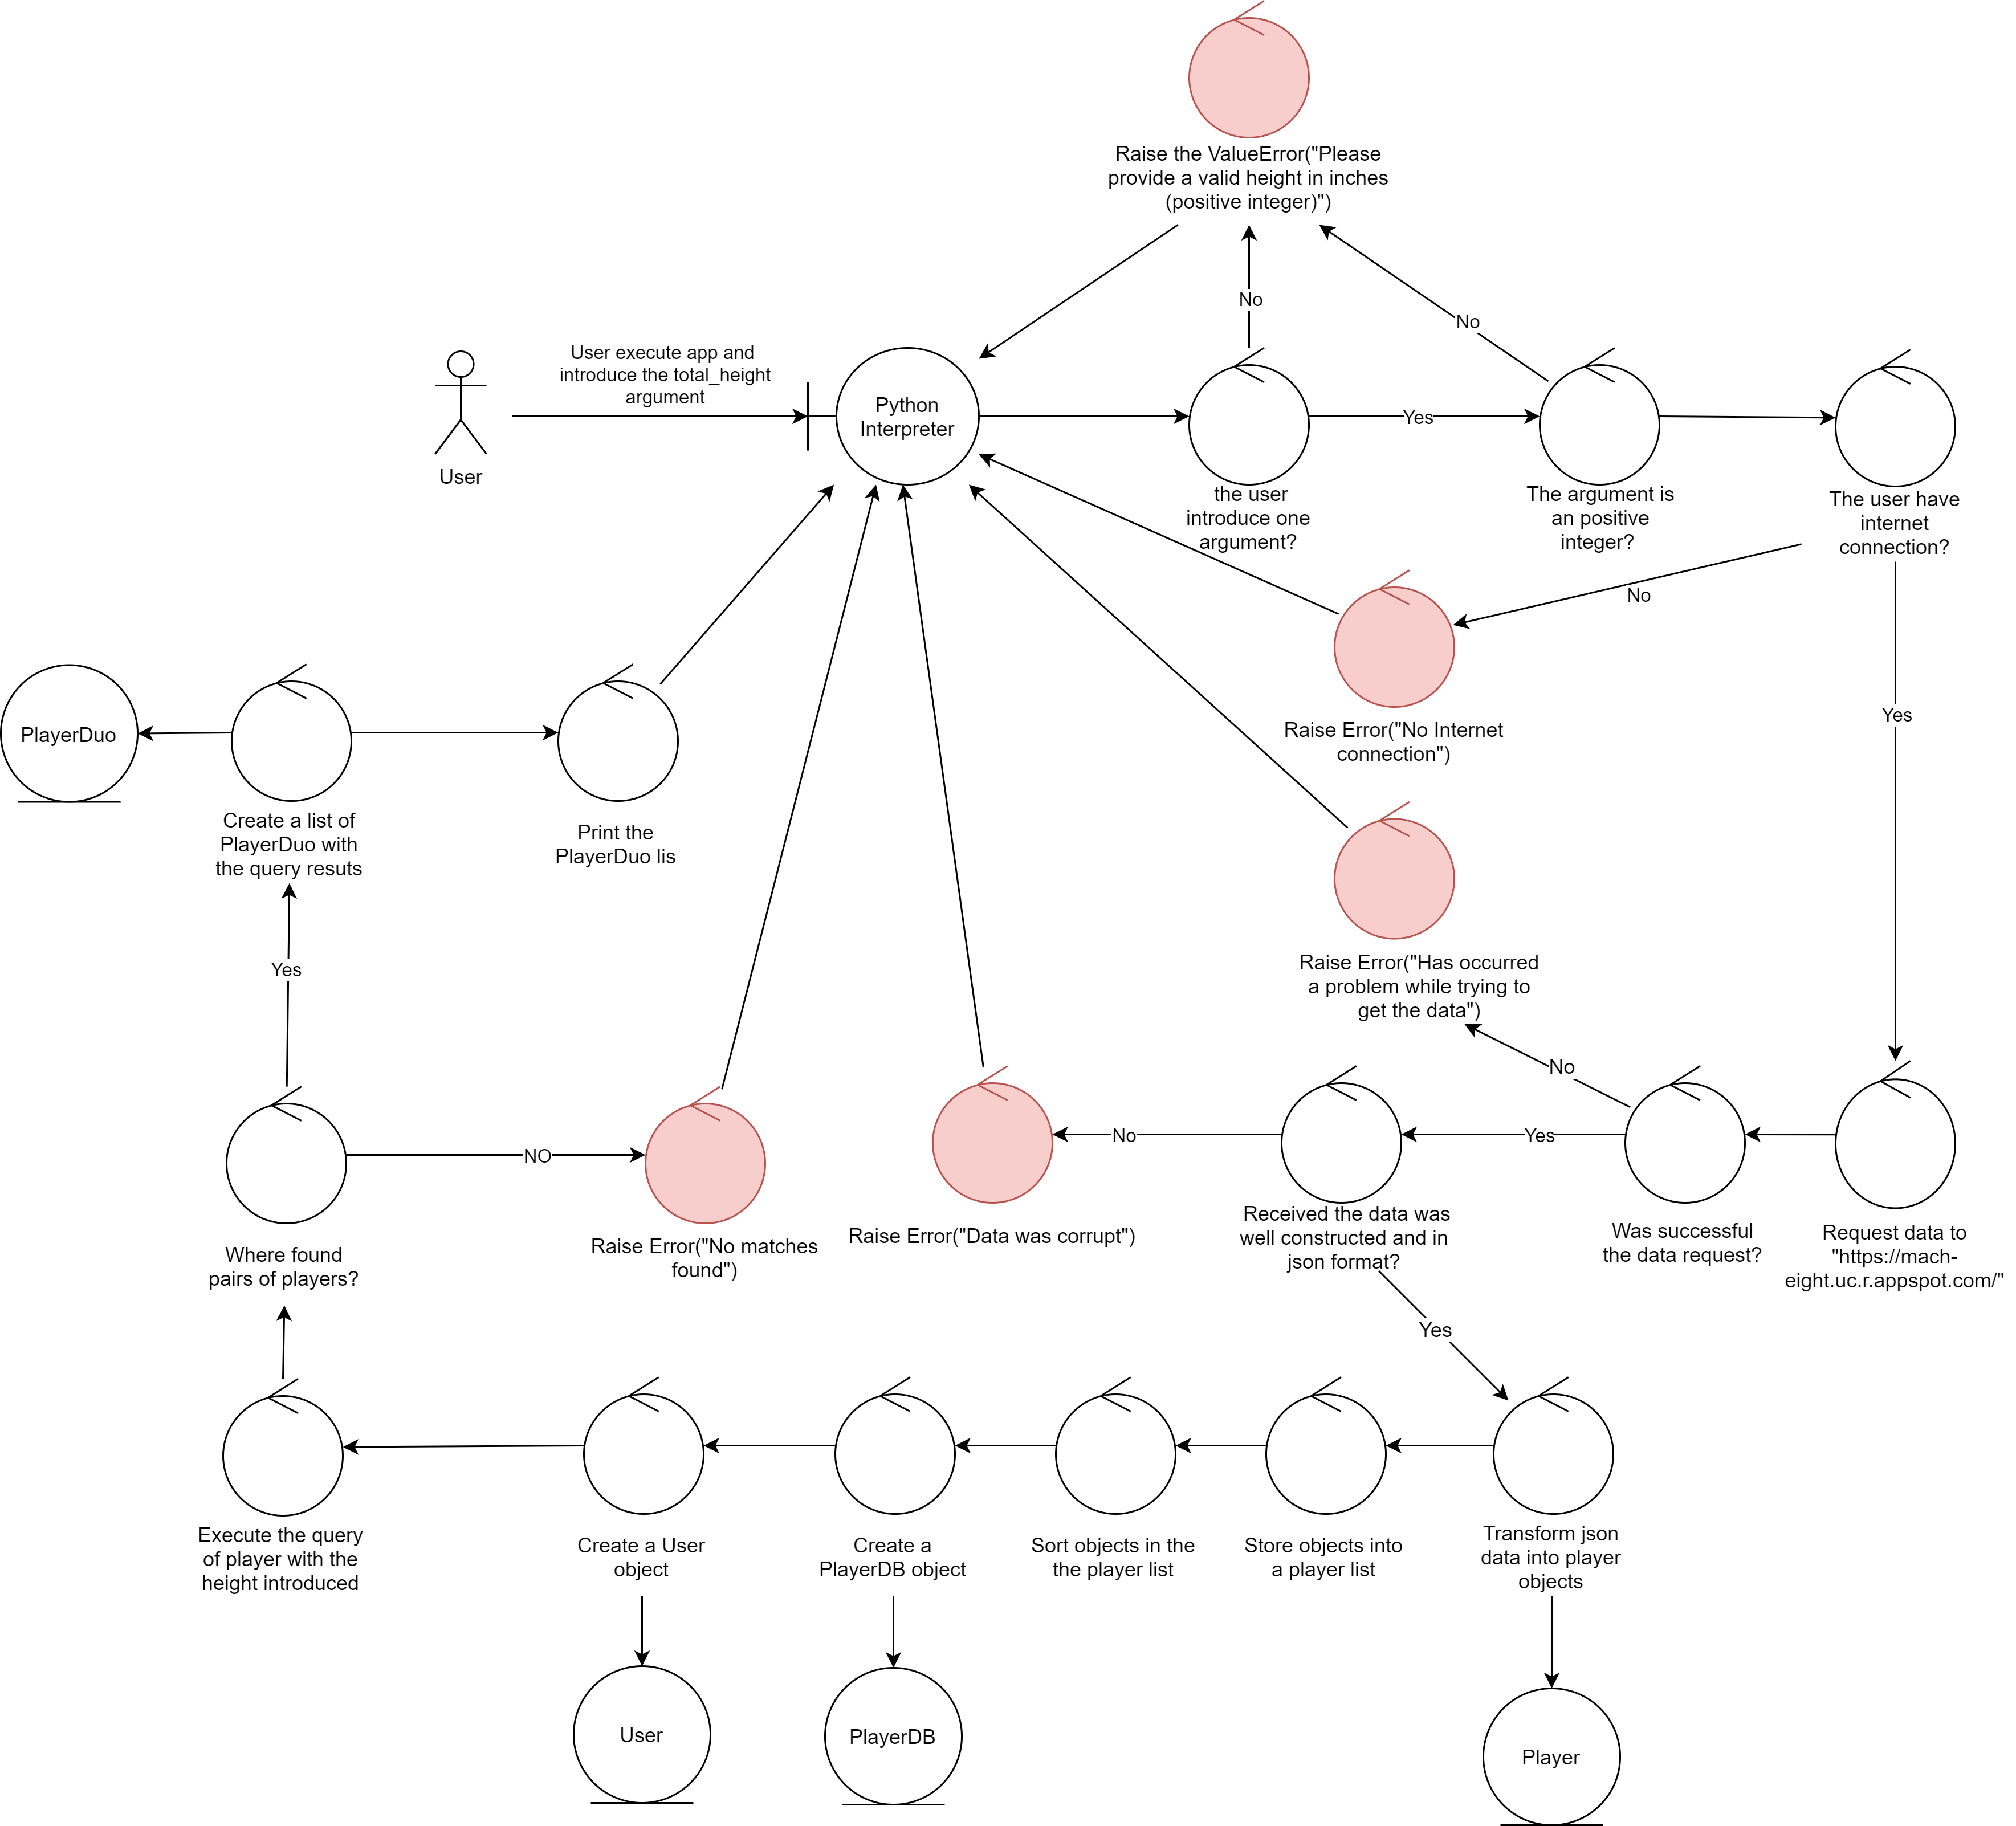 Raise the ValueError("Please
provide a valid height in inches
(positive integer)")
No
No
User execute app and
introduce the total_height
argument
User
Python
Interpreter
Yes
the user
introduce one
argument?
The argument is
an positive
integer?
The user have
internet
connection?
No
Raise Error("No Internet
connection")
Yes
PlayerDuo
Create a list of
PlayerDuo with
the query resuts
Print the
PlayerDuo lis
Yes
Raise Error("Has occurred
a problem while trying to
get the data")
No
NO
No
Yes
Where found
pairs of players?
Raise Error("No matches
found")
Raise Error("Data was corrupt")
Received the data was
well constructed and in
json format?
Was successful
the data request?
Request data to
"https://mach-
eight.uc.r.appspot.com/"
Yes
Execute the query
of player with the
height introduced
Create a User
object
Create a
PlayerDB object
Sort objects in the
the player list
Store objects into
a player list
Transform json
data into player
objects
User
PlayerDB
Player